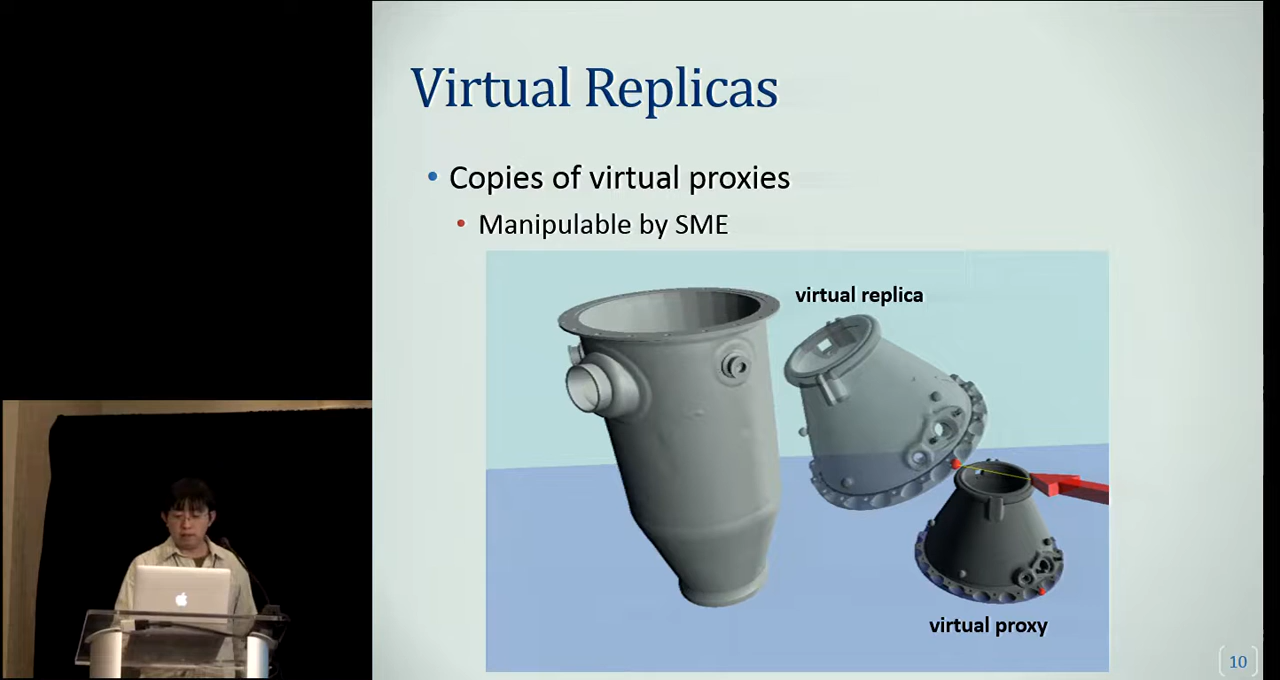 Virtual Replicas
• Copies of virtual proxies
• Manipulable by SME
virtual replica
virtual proxy
10